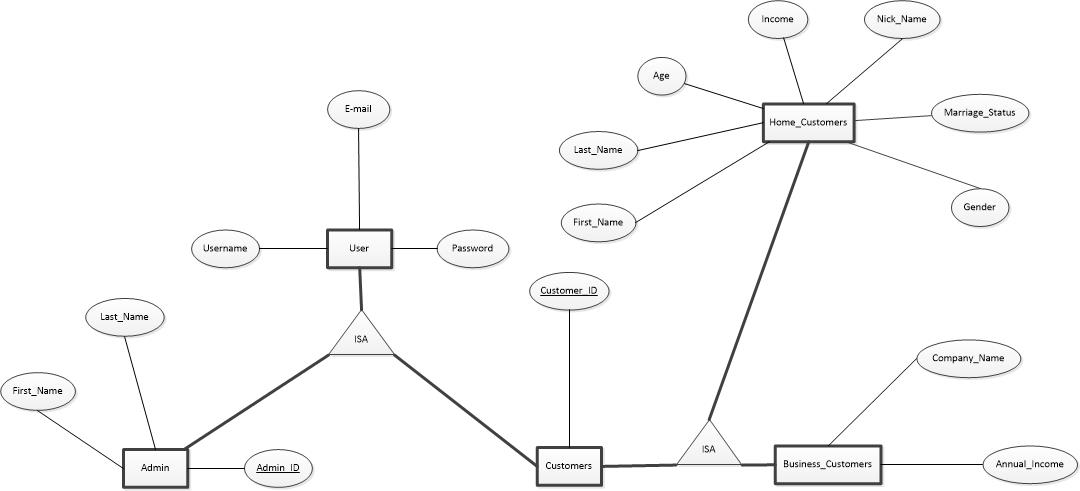 Income
Nick_Name
Age
E-mail
Marriage_Status
Home_Customers
Last_Name
Gender
First_Name
Username
User
Password
Customer_ID
Last_Name
ISA
Company_Name
First_Name
ISA
Admin
Admin_ID
Customers
Business_Customers
Annual_Income